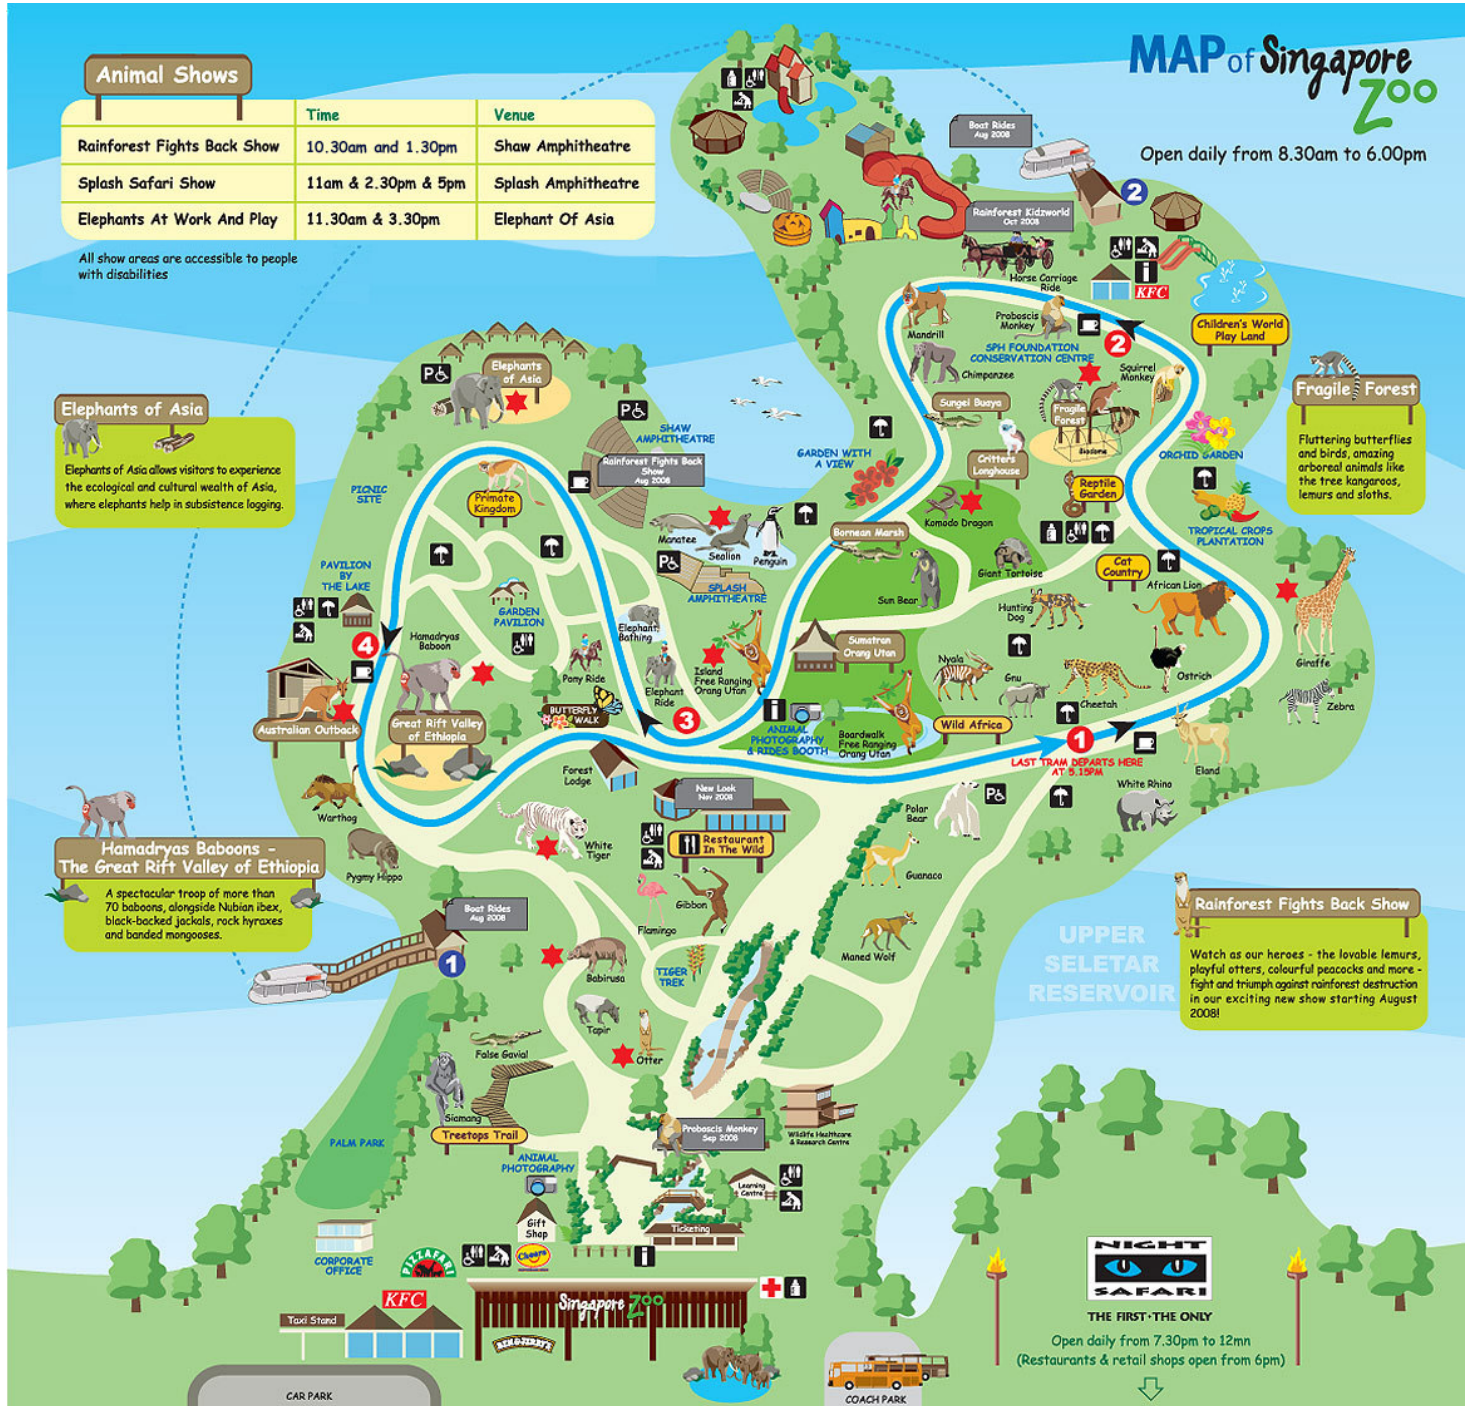 MAP of Singapore
Zoo
Open daily from 8.30am to 6.00pm
Animal Shows
Time Venue
Rainforest Fights Back Show 10.30am and 1.30pm Shaw Amphitheatre
Splash Safari Show 11am & 2.30pm & 5pm Splash Amphitheatre
Elephants At Work And Play 11.30am & 3.30pm Elephant Of Asia
All show areas are accessible to people
with disabilities
Boat Rides
Aug 2008
2
Rainforest Kidzworld
Oct 2008
Horse Carriage
Ride
i
KFC
Children's World
Play Land
Mandrill
Proboscis
Monkey
2
SPH FOUNDATION
CONSERVATION CENTRE
Chimpanzee
Squirrel
Monkey
Sungei Buaya
Fragile
Forest
Biodome
Critters
Longhouse
ORCHID GARDEN
Reptile
Garden
Komodo Dragon
TROPICAL CROPS
PLANTATION
GARDEN WITH
A VIEW
Fragile Forest
Fluttering butterflies
and birds, amazing
arboreal animals like
the tree kangaroos,
lemurs and sloths.
Elephants of Asia
Elephants of Asia allows visitors to experience
the ecological and cultural wealth of Asia,
where elephants help in subsistence logging.
P
Elephants
of Asia
P
SHAW
AMPHITHEATRE
Rainforest Fights Back
Show
Aug 2008
PICNIC
SITE
Primate
Kingdom
Manatee
Sealion
Penguin
P
SPLASH
AMPHITHEATRE
Bornean Marsh
Sun Bear
Giant Tortoise
Cat
Country
African Lion
Hunting
Dog
Giraffe
PAVILION
BY
THE LAKE
GARDEN
PAVILION
Elephant
Bathing
4
Hamadryas
Baboon
Pony Ride
Elephant
Ride
Island
Free Ranging
Orang Utan
Sumatran
Orang Utan
Nyala
Gnu
Cheetah
Ostrich
Zebra
Australian Outback
Great Rift Valley
of Ethiopia
BUTTERFLY
WALK
3
i
ANIMAL
PHOTOGRAPHY
& RIDES BOOTH
Boardwalk
Free Ranging
Orang Utan
Wild Africa
1
LAST TRAM DEPARTS HERE
AT 5.15PM
Eland
White Rhino
Forest
Lodge
Warthog
New Look
Nov 2008
Polar
Bear
P
White
Tiger
Restaurant
In The Wild
Pygmy Hippo
Guanaco
Flamingo
Gibbon
Maned Wolf
Hamadryas Baboons -
The Great Rift Valley of Ethiopia
A spectacular troop of more than
70 baboons, alongside Nubian ibex,
black-backed jackals, rock hyraxes
and banded mongooses.
Boat Rides
Aug 2008
1
Babirusa
TIGER
TREK
Tapir
Otter
False Gavial
Siamang
Treetops Trail
UPPER
SELETAR
RESERVOIR
Rainforest Fights Back Show
Watch as our heroes - the lovable lemurs,
playful otters, colourful peacocks and more -
fight and triumph against rainforest destruction
in our exciting new show starting August
2008!
PALM PARK
Proboscis Monkey
Sep 2008
Wildlife Healthcare
& Research Centre
ANIMAL
PHOTOGRAPHY
Learning
Centre
Gift
Shop
Ticketing
i
Cheers
CORPORATE
OFFICE
PIZZAFARI
KFC
Taxi Stand
Singapore Zoo
BEN & JERRY'S
CAR PARK
COACH PARK
NIGHT
SAFARI
THE FIRST • THE ONLY
Open daily from 7.30pm to 12mn
(Restaurants & retail shops open from 6pm)